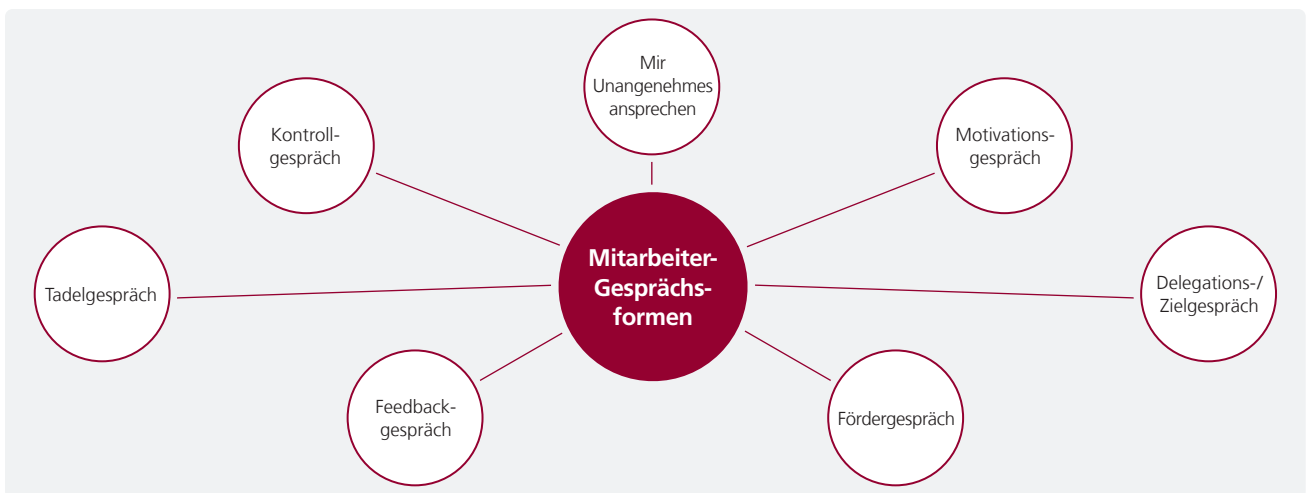 Mir
Unangenehmes
ansprechen
Kontroll-
gespräch
Motivations-
gespräch
Mitarbeiter-
Gesprächs-
formen
Tadelgespräch
Delegations-/
Zielgespräch
Feedback-
gespräch
Fördergespräch